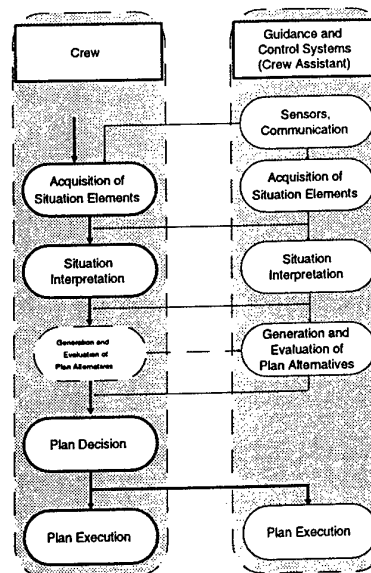 Crew
Guidance and
Control Systems
(Crew Assistant)
Sensors,
Communication
Acquisition of
Situation Elements
Acquisition of
Situation Elements
Situation
Interpretation
Situation
Interpretation
Generation and
Evaluation of
Plan Alternatives
Generation and
Evaluation of
Plan Alternatives
Plan Decision
Plan Execution
Plan Execution